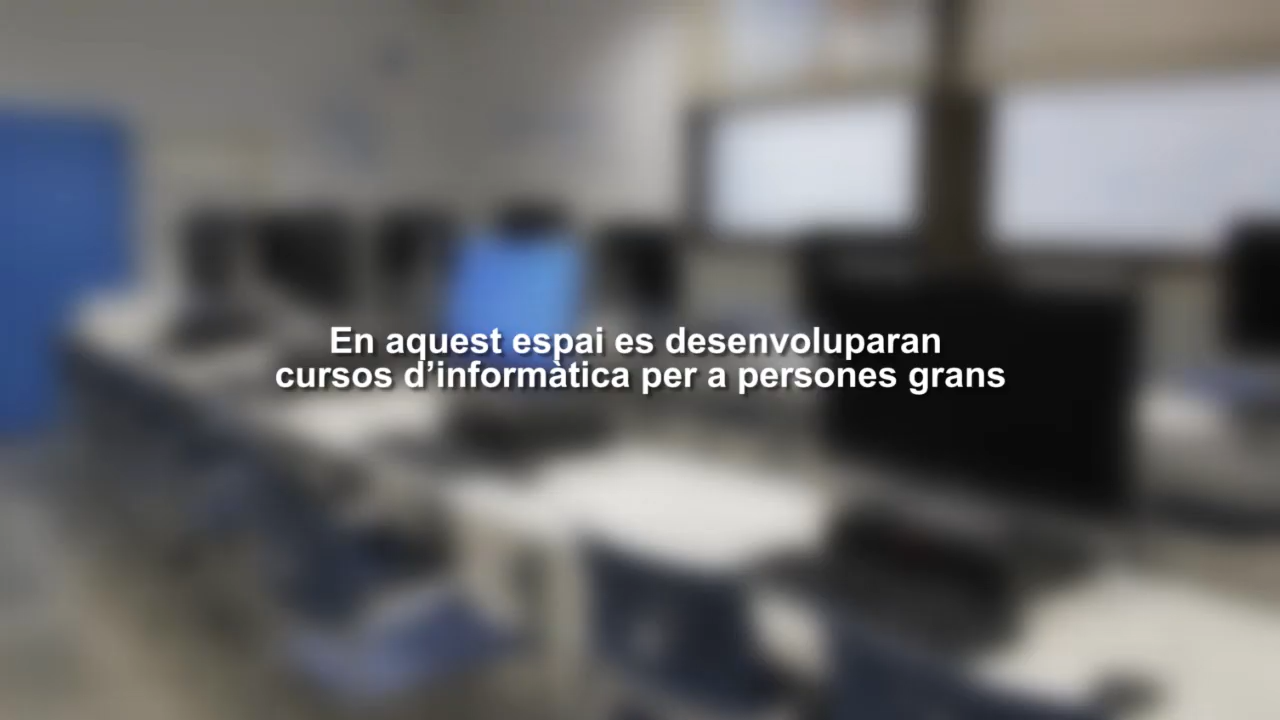 En aquest espai es desenvoluparan
cursos d’informàtica per a persones grans